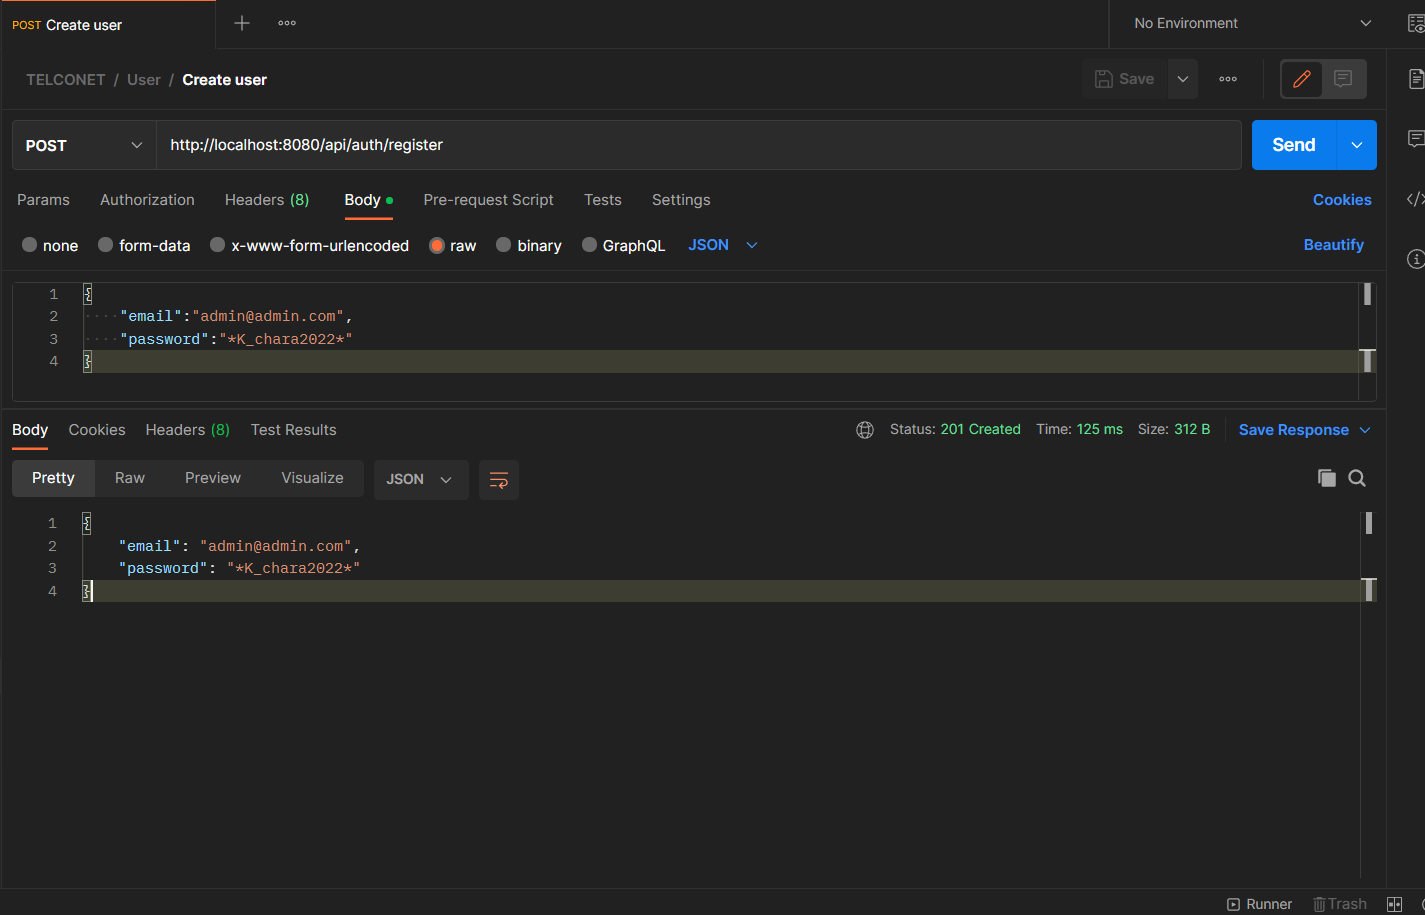 POST Create user
No Environment
TELCONET / User / Create user
Save
POST
http://localhost:8080/api/auth/register
Send
Params Authorization Headers (8) Body Pre-request Script Tests Settings Cookies
none form-data x-www-form-urlencoded raw binary GraphQL JSON Beautify
1 {
2 "email":"admin@admin.com",
3 "password":"*K_chara2022*"
4 }
Body Cookies Headers (8) Test Results Status: 201 Created Time: 125 ms Size: 312 B Save Response
Pretty Raw Preview Visualize JSON
1 {
2 "email": "admin@admin.com",
3 "password": "*K_chara2022*"
4 }
Runner Trash